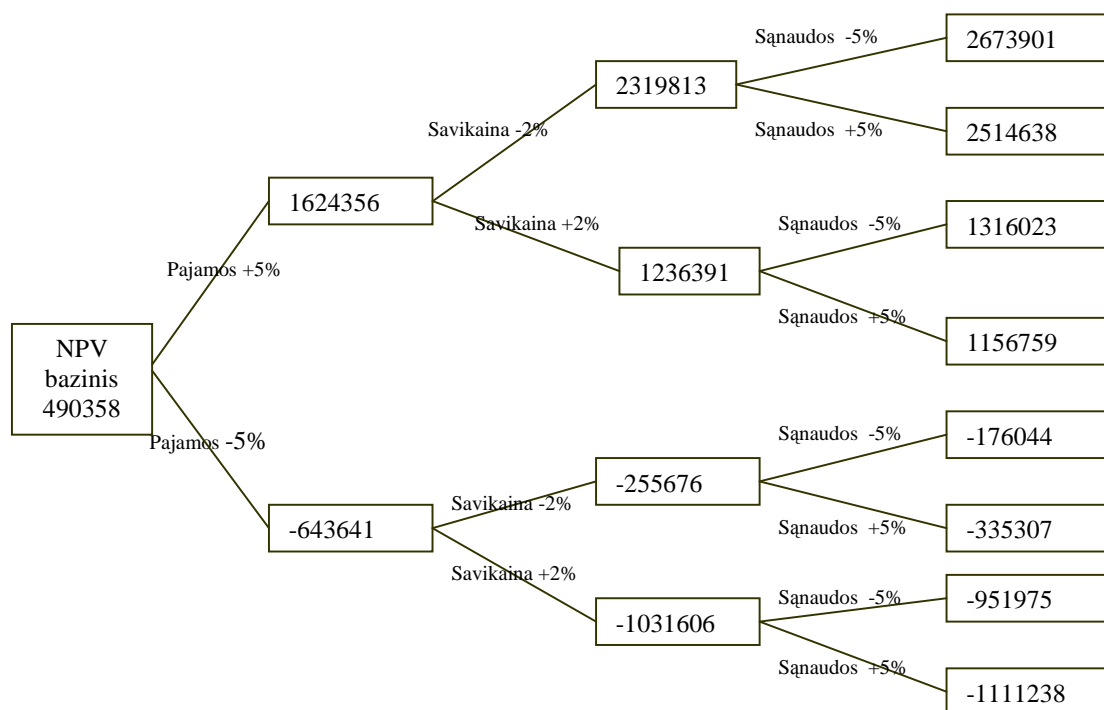 Sąnaudos -5%
2673901
2319813
Sąnaudos +5%
2514638
Savikaina -2%
1624356
Savikaina +2%
Sąnaudos -5%
1316023
Pajamos +5%
1236391
Sąnaudos +5%
1156759
NPV
bazinis
490358
Pajamos -5%
Sąnaudos -5%
-176044
-255676
Savikaina -2%
Sąnaudos +5%
-335307
-643641
Savikaina +2%
Sąnaudos -5%
-951975
-1031606
Sąnaudos +5%
-1111238